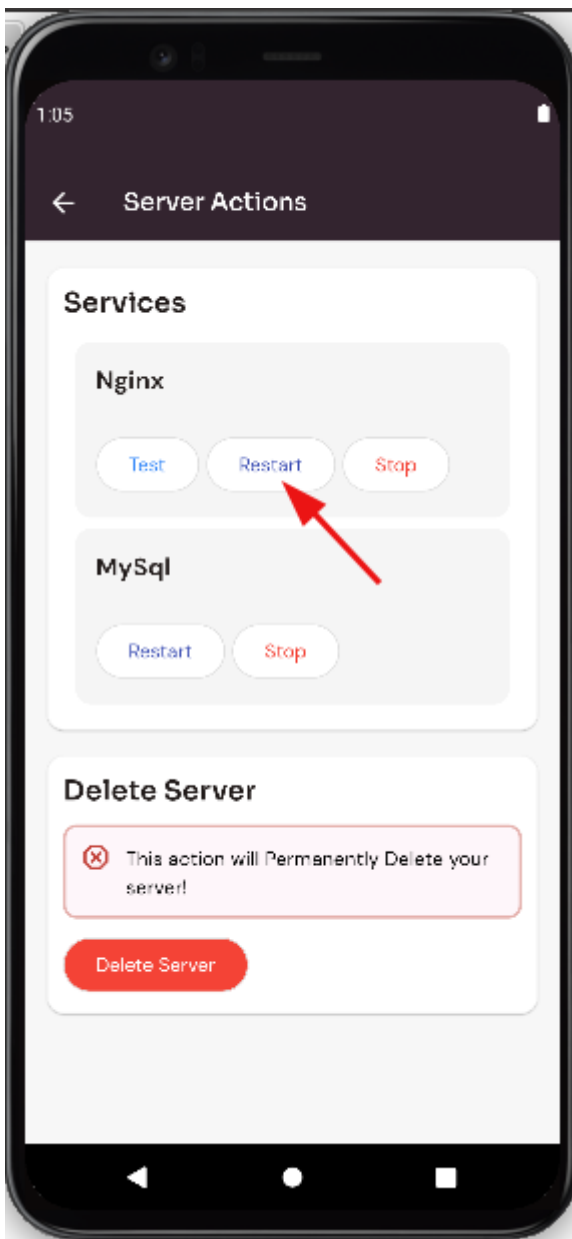 1:05
Server Actions
Services
Nginx
Test Restart Stop
MySql
Restart Stop
Delete Server
This action will Permanently Delete your
server!
Delete Server